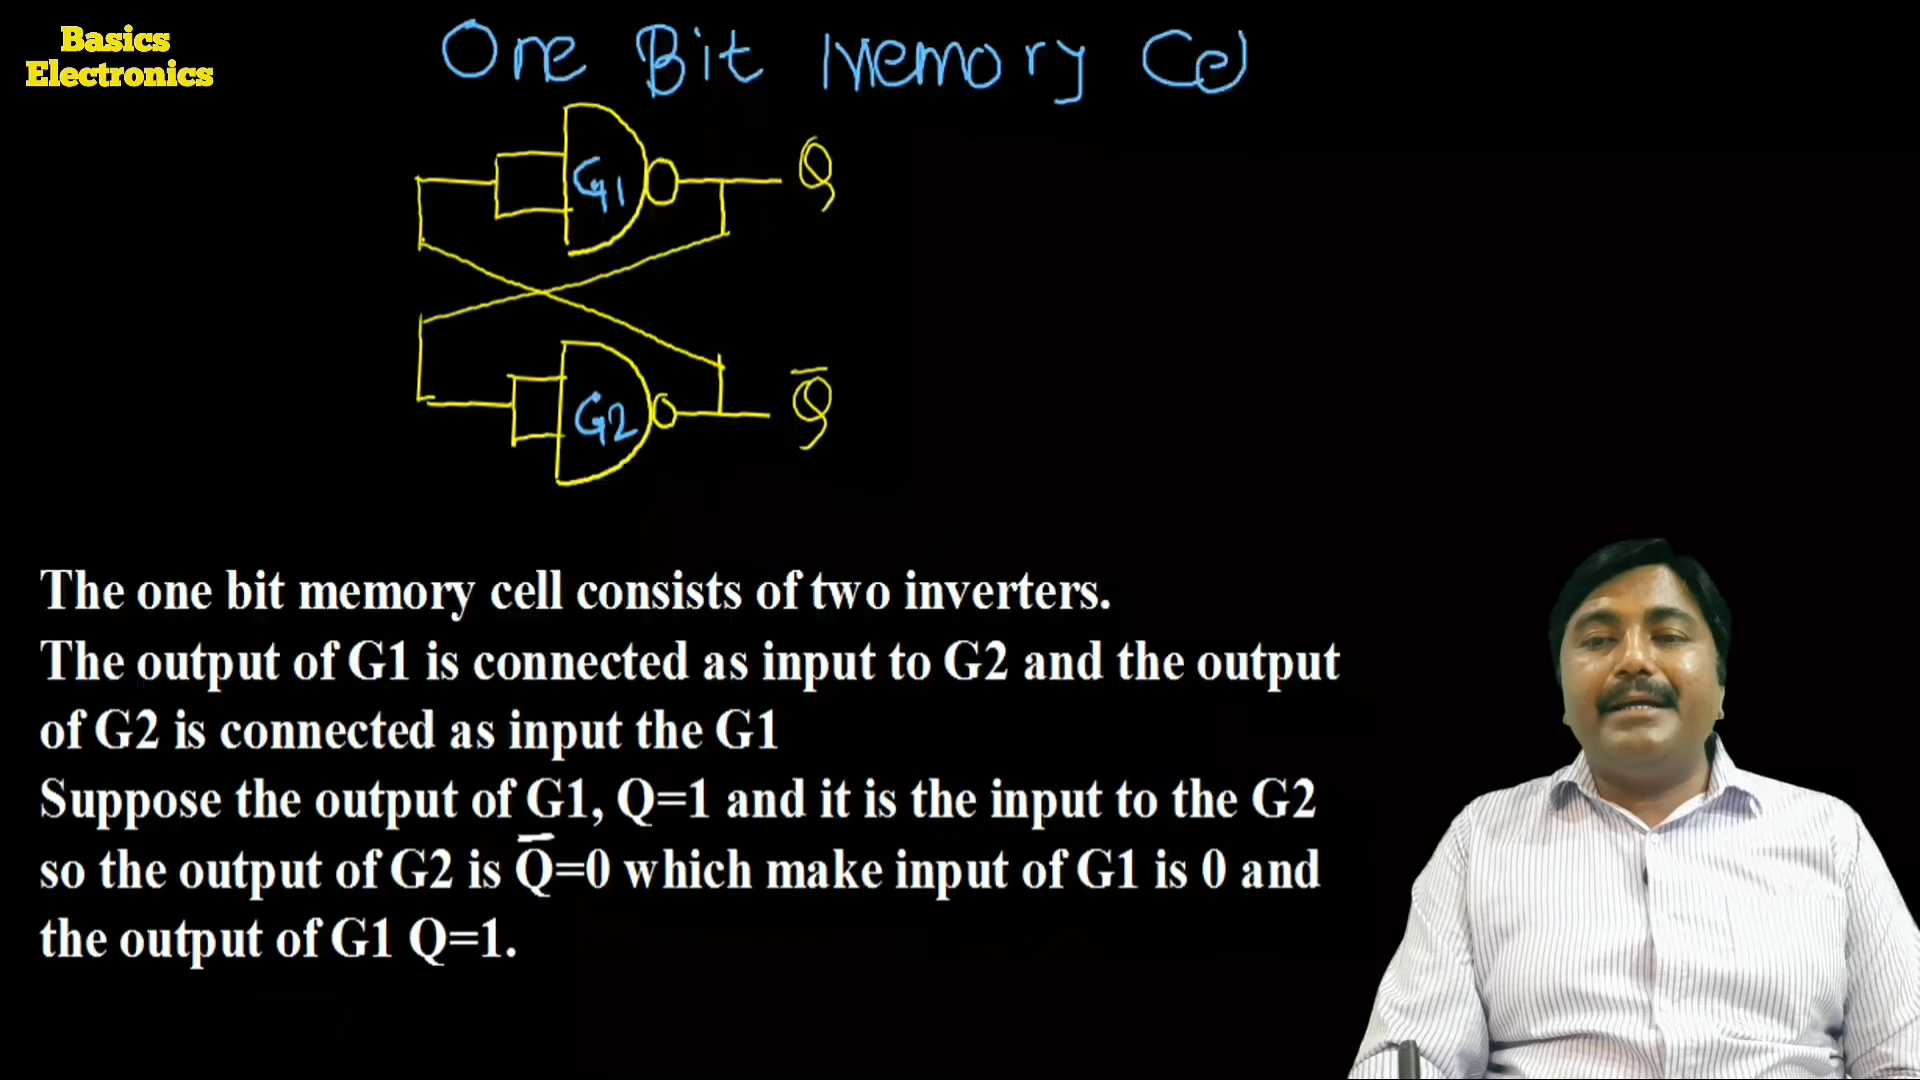 Basics
Electronics
One Bit Memory Cel
G1
Q
G2
Q̅
The one bit memory cell consists of two inverters.
The output of G1 is connected as input to G2 and the output
of G2 is connected as input the G1
Suppose the output of G1, Q=1 and it is the input to the G2
so the output of G2 is Q̅=0 which make input of G1 is 0 and
the output of G1 Q=1.